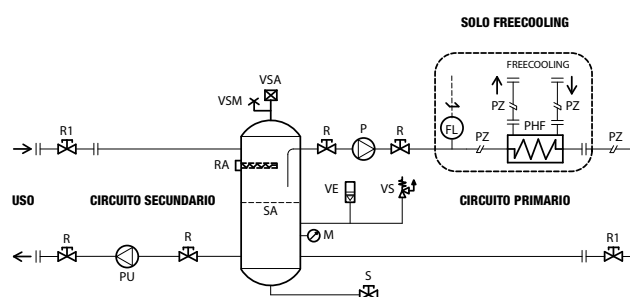 SOLO FREECOOLING
FREECOOLING
VSA
VSM
PZ
PZ
R1
R
P
R
FL
PZ
PHF
PZ
RA
VE
VS
USO
CIRCUITO SECUNDARIO
SA
CIRCUITO PRIMARIO
M
R
R
R1
PU
S